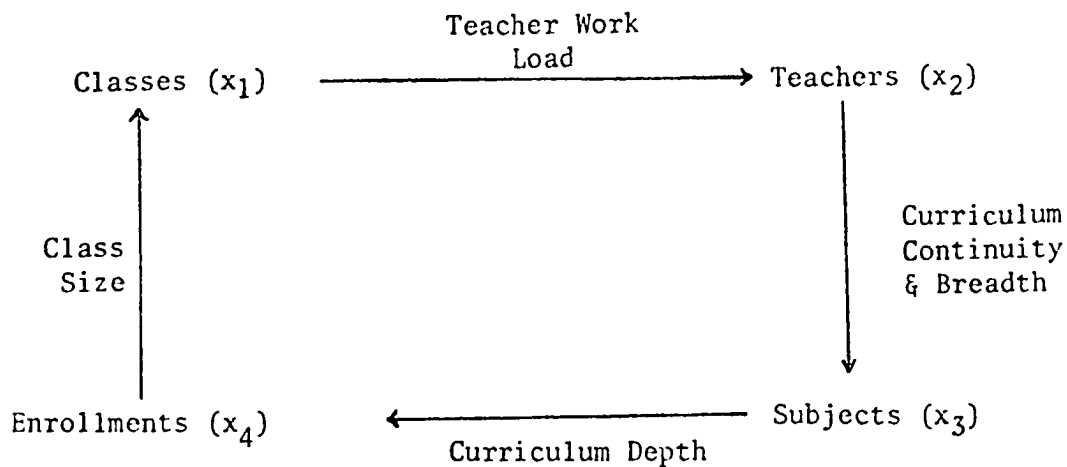 Teacher Work
Load
Classes (x1)
Teachers (x2)
Class
Size
Curriculum
Continuity
& Breadth
Enrollments (x4)
Subjects (x3)
Curriculum Depth